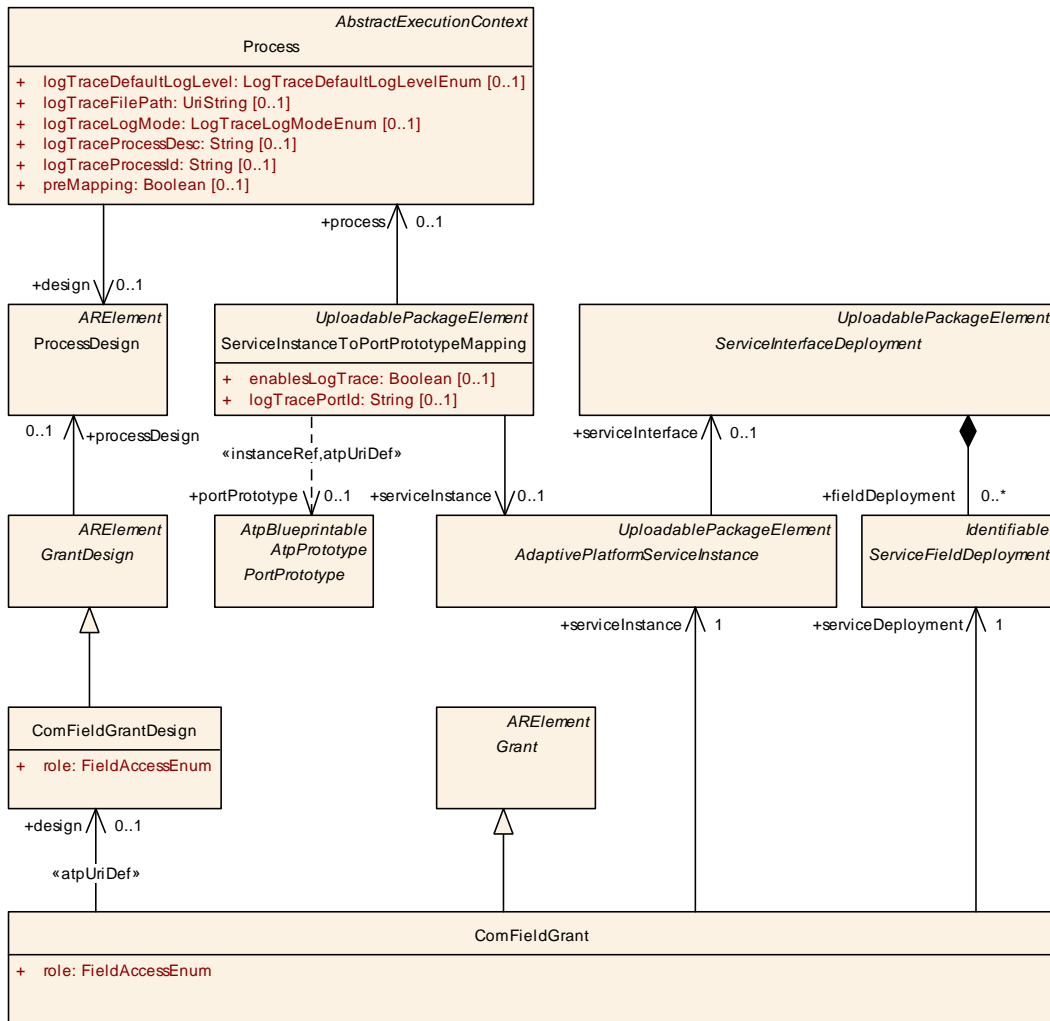 AbstractExecutionContext
Process
+ logTraceDefaultLogLevel: LogTraceDefaultLogLevelEnum [0..1]
+ logTraceFilePath: UriString [0..1]
+ logTraceLogMode: LogTraceLogModeEnum [0..1]
+ logTraceProcessDesc: String [0..1]
+ logTraceProcessId: String [0..1]
+ preMapping: Boolean [0..1]
+process 0..1
+design 0..1
ARElement
ProcessDesign
UploadablePackageElement
ServiceInstanceToPortPrototypeMapping
+ enablesLogTrace: Boolean [0..1]
+ logTracePortId: String [0..1]
UploadablePackageElement
ServiceInterfaceDeployment
0..1 +processDesign
«instanceRef,atpUriDef»
+serviceInterface 0..1
+portPrototype 0..1
+serviceInstance 0..1
+fieldDeployment 0..*
ARElement
GrantDesign
AtpBlueprintable
AtpPrototype
PortPrototype
UploadablePackageElement
AdaptivePlatformServiceInstance
Identifiable
ServiceFieldDeployment
+serviceInstance 1
+serviceDeployment 1
ComFieldGrantDesign
+ role: FieldAccessEnum
ARElement
Grant
+design 0..1
«atpUriDef»
ComFieldGrant
+ role: FieldAccessEnum